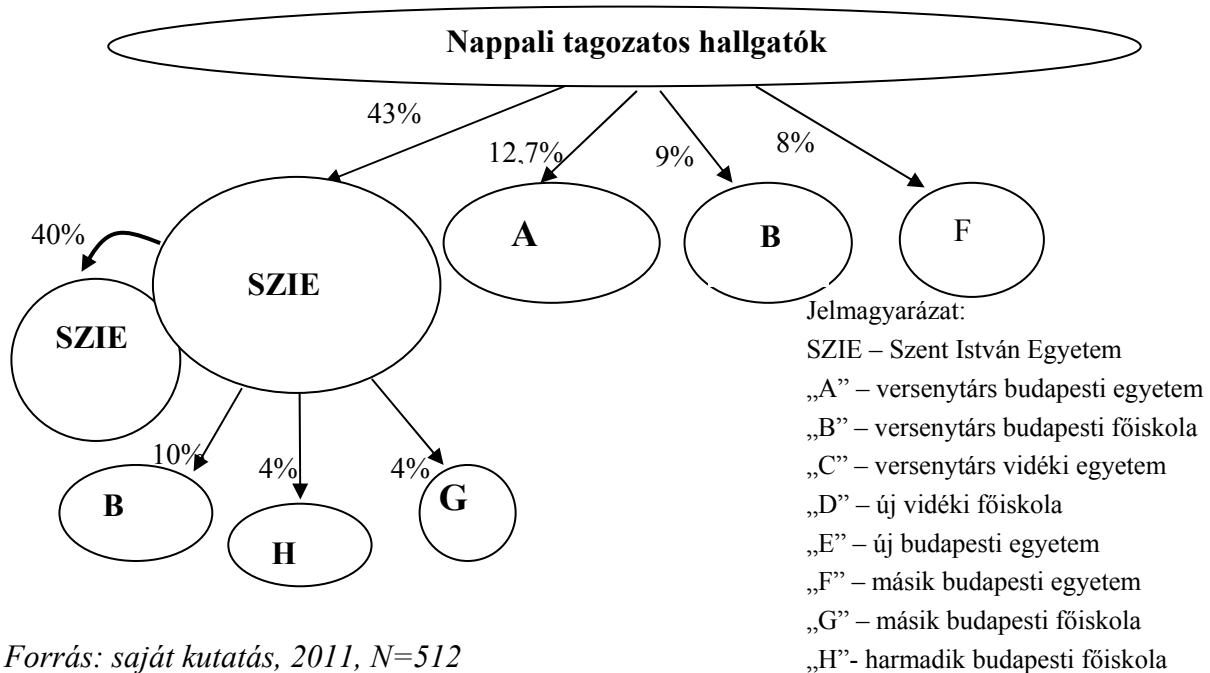 Nappali tagozatos hallgatók
43%
12,7%
9%
8%
40%
SZIE
SZIE
A
B
F
10%
4%
4%
B
H
G
Jelmagyarázat:
SZIE – Szent István Egyetem
„A” – versenytárs budapesti egyetem
„B” – versenytárs budapesti főiskola
„C” – versenytárs vidéki egyetem
„D” – új vidéki főiskola
„E” – új budapesti egyetem
„F” – másik budapesti egyetem
„G” – másik budapesti főiskola
„H”- harmadik budapesti főiskola
Forrás: saját kutatás, 2011, N=512